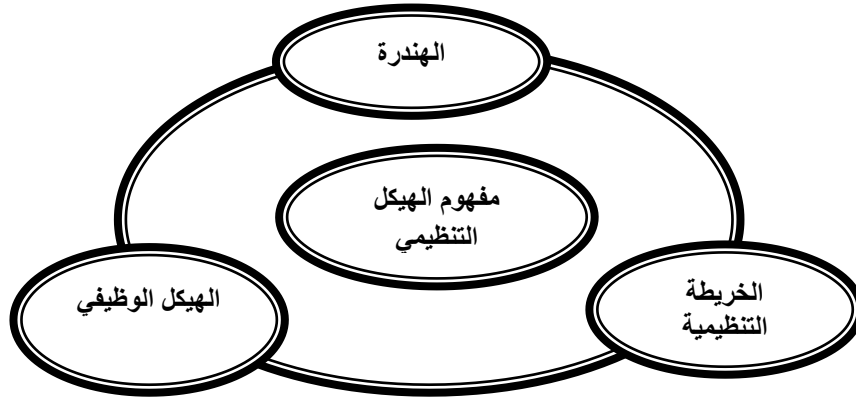 الهندرة
مفهوم الهيكل
التنظيمي
الهيكل الوظيفي
الخريطة
التنظيمية